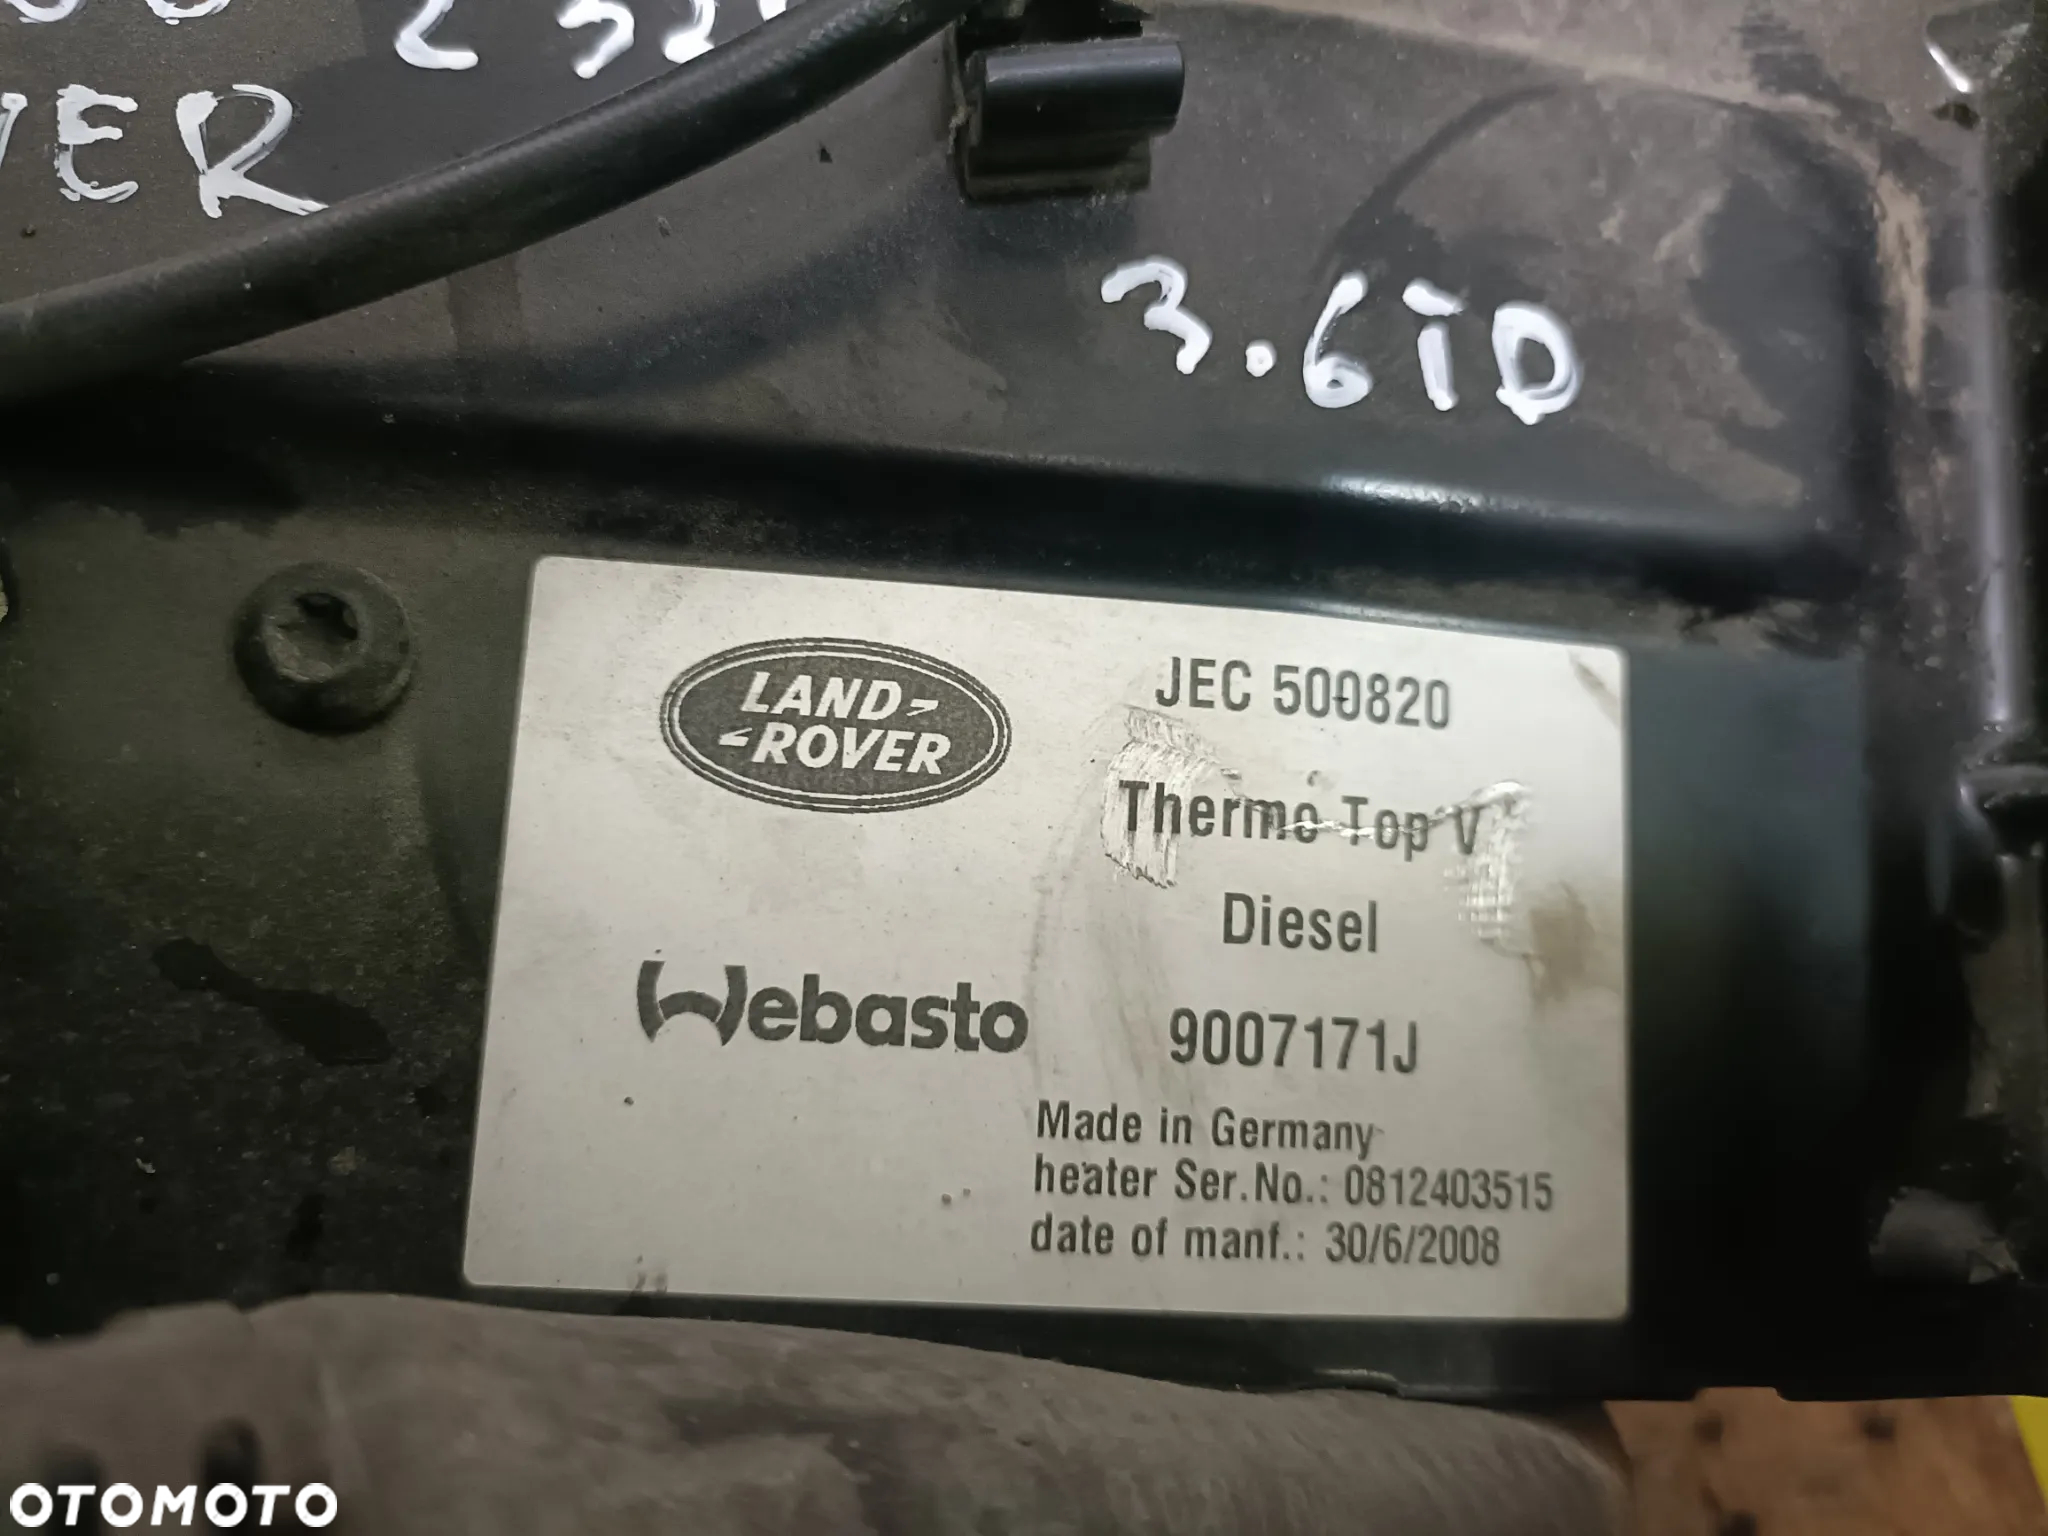 VER
3.6TD
LAND-
-ROVER
JEC 500820
Thermo Top V
Diesel
Webasto
9007171J
Made in Germany
heater Ser.No.: 0812403515
date of manf.: 30/6/2008
OTOMOTO